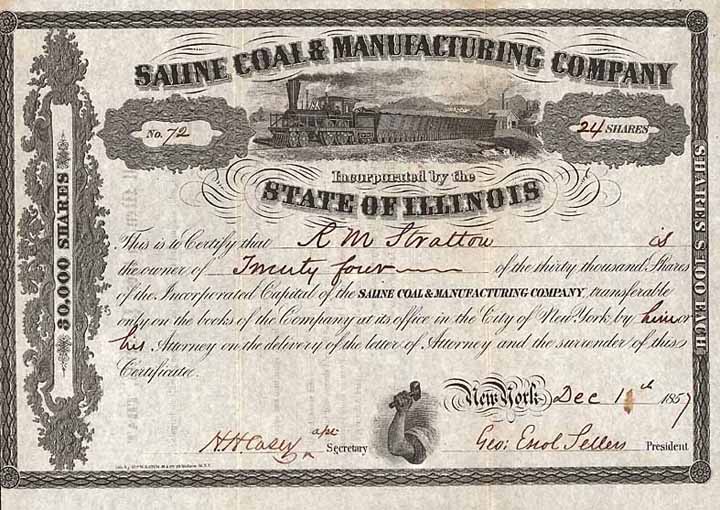 SALINE COAL & MANUFACTURING COMPANY
No. 72
24 SHARES
Incorporated by the
STATE OF ILLINOIS
30,000 SHARES
SHARES $100 EACH.
This is to Certify that R M Stratton is
the owner of Twenty four of the thirty thousand Shares
of the Incorporated Capital of the SALINE COAL & MANUFACTURING COMPANY, transferable
only on the books of the Company at its office in the City of New York, by him or
his Attorney on the delivery of the letter of Attorney and the surrender of this
Certificate.
New-York Dec 11th 1857
H. H. Casey Secretary
Geo: Escol Sellers President